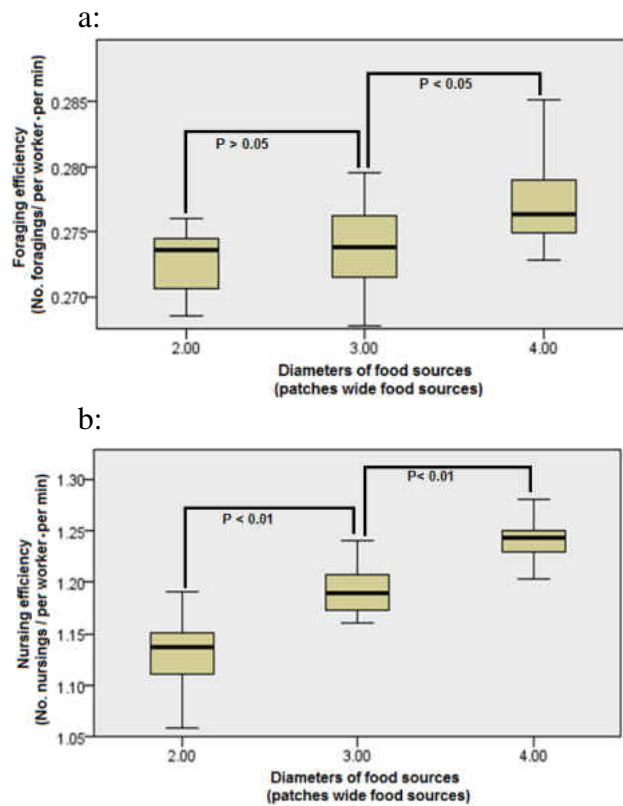 a:
Foraging efficiency
(No. foragings/ per worker-per min)
0.285
0.280
0.275
0.270
P > 0.05
P < 0.05
2.00
3.00
4.00
Diameters of food sources
(patches wide food sources)
b:
Nursing efficiency
(No. nursings / per worker-per min)
1.30
1.25
1.20
1.15
1.10
1.05
P < 0.01
P< 0.01
2.00
3.00
4.00
Diameters of food sources
(patches wide food sources)